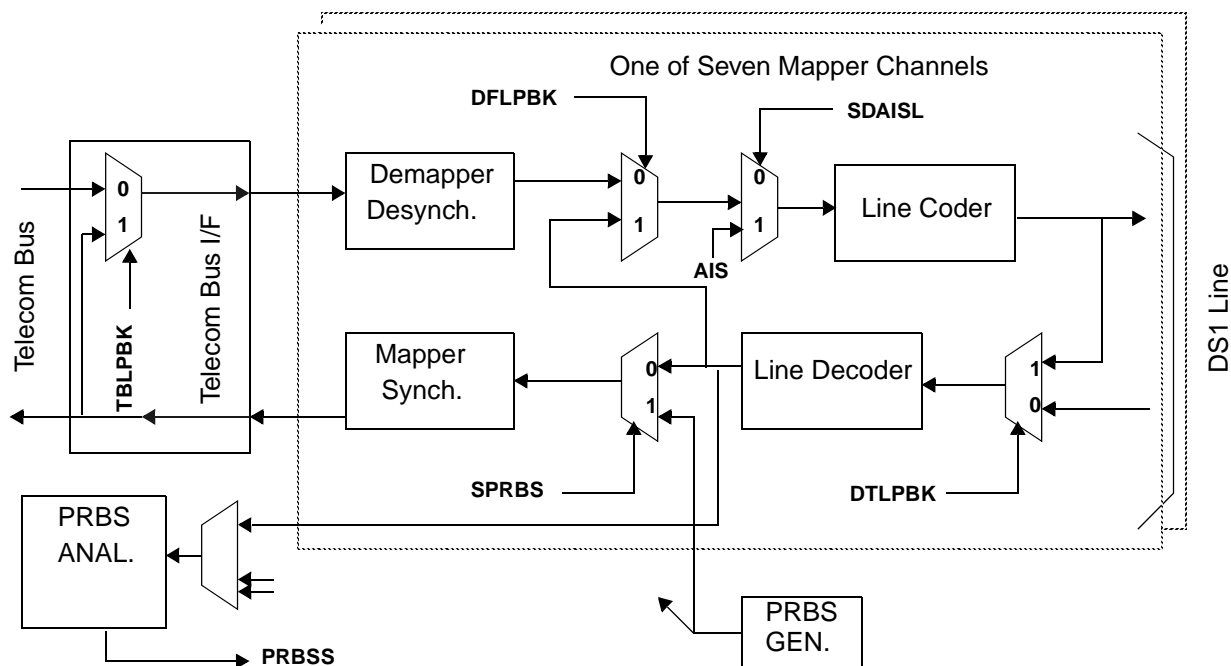 One of Seven Mapper Channels
DFLPBK
SDAISL
Telecom Bus
0
1
TBLPBK
Telecom Bus I/F
Demapper
Desynch.
0
1
0
1
AIS
Line Coder
DS1 Line
Mapper
Synch.
0
1
Line Decoder
1
0
SPRBS
DTLPBK
PRBS
ANAL.
PRBSS
PRBS
GEN.